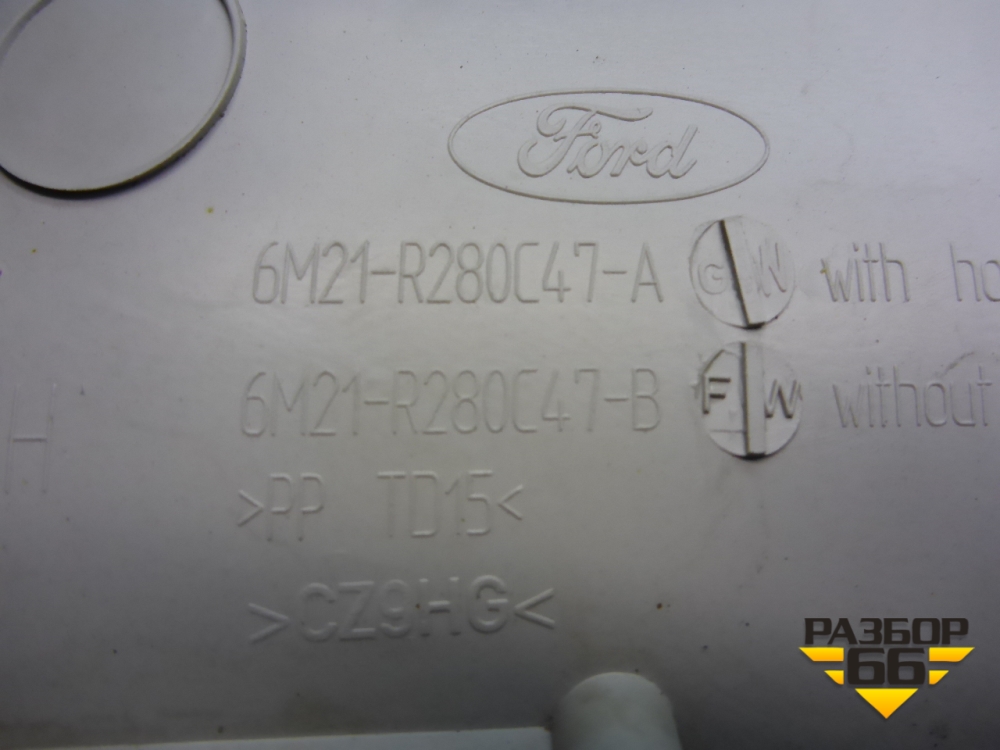 Ford
6M21-R280C47-A G W with
6M21-R280C47-B F W without
>PP TD15<
>CZ9HG<
H
РАЗБОР
66